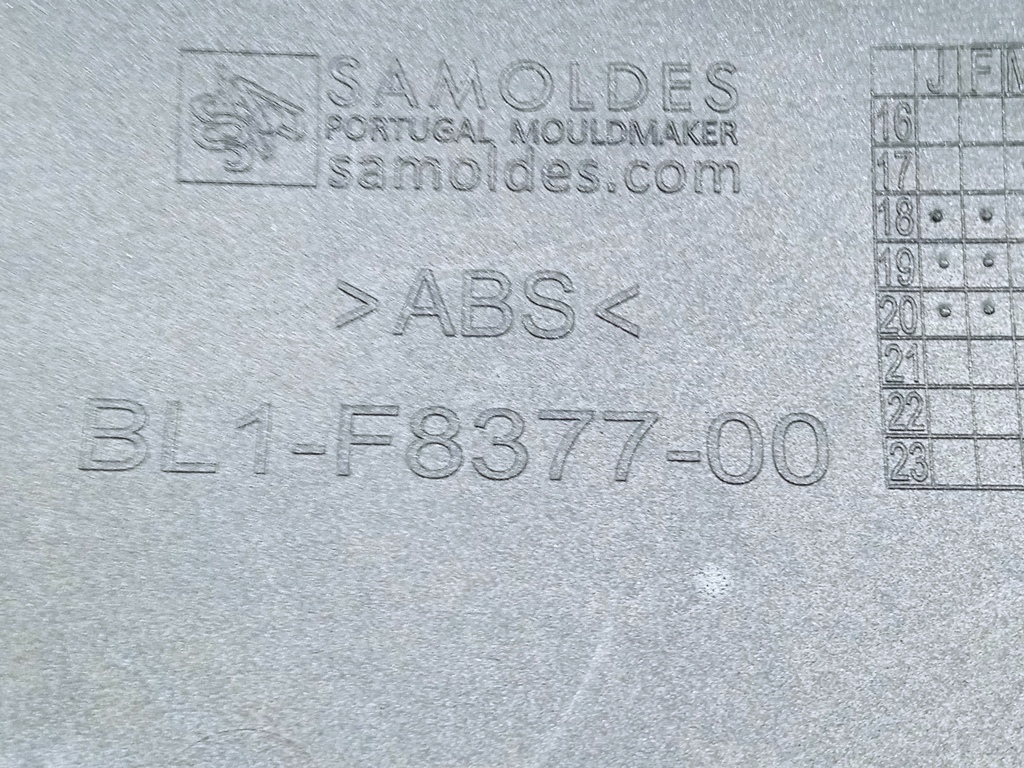 SAMOLDES
PORTUGAL MOULDMAKER
samoldes.com
>ABS<
BL1-F8377-00
J F M
16
17
18
19
20
21
22
23